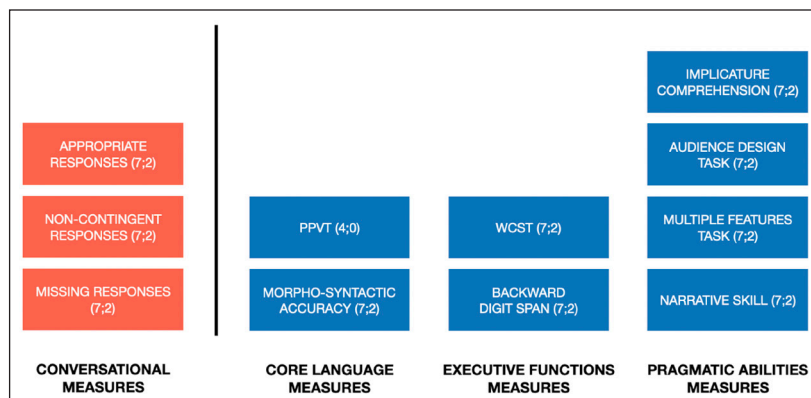 APPROPRIATE
RESPONSES (7;2)
NON-CONTINGENT
RESPONSES (7;2)
MISSING RESPONSES
(7;2)
CONVERSATIONAL
MEASURES
PPVT (4;0)
MORPHO-SYNTACTIC
ACCURACY (7;2)
CORE LANGUAGE
MEASURES
WCST (7;2)
BACKWARD
DIGIT SPAN (7;2)
EXECUTIVE FUNCTIONS
MEASURES
IMPLICATURE
COMPREHENSION (7;2)
AUDIENCE DESIGN
TASK (7;2)
MULTIPLE FEATURES
TASK (7;2)
NARRATIVE SKILL (7;2)
PRAGMATIC ABILITIES
MEASURES